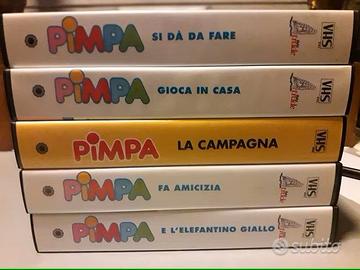 PIMPA SI DÀ DA FARE VHS
PIMPA GIOCA IN CASA VHS
PIMPA LA CAMPAGNA VHS
PIMPA FA AMICIZIA VHS
PIMPA E L'ELEFANTINO GIALLO VHS
subito